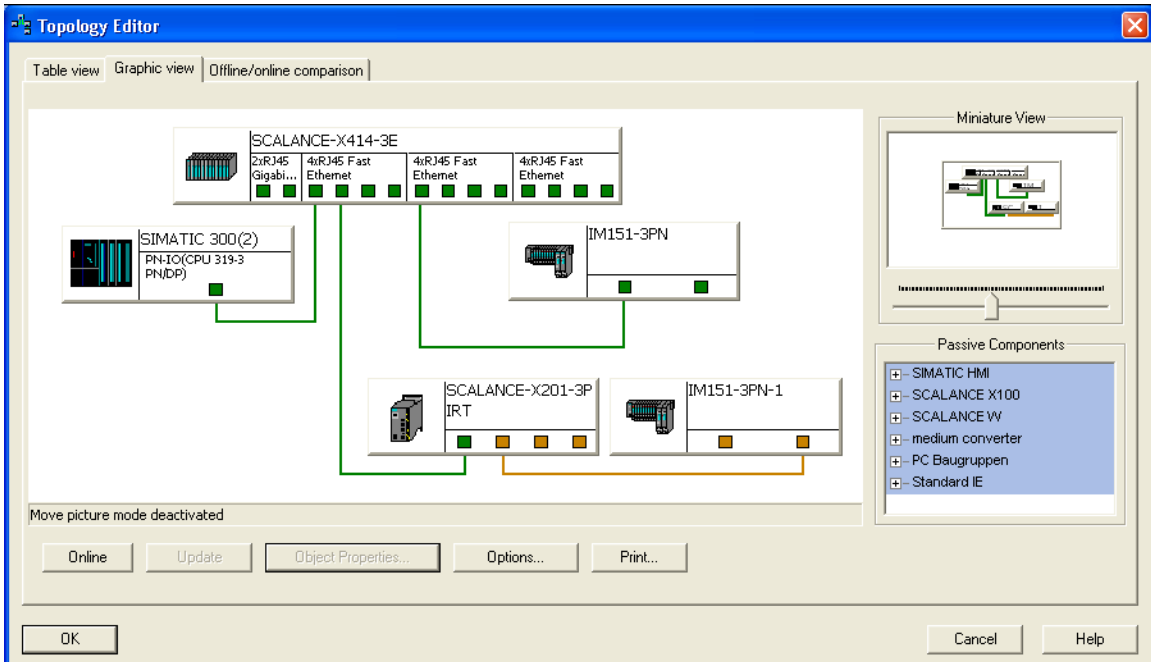 Topology Editor
Table view
Graphic view
Offline/online comparison
SCALANCE-X414-3E
2xRJ45
Gigabi...
4xRJ45 Fast
Ethernet
4xRJ45 Fast
Ethernet
4xRJ45 Fast
Ethernet
SIMATIC 300(2)
PN-IO(CPU 319-3
PN/DP)
IM151-3PN
SCALANCE-X201-3P
IRT
IM151-3PN-1
Miniature View
Passive Components
SIMATIC HMI
SCALANCE X100
SCALANCE W
medium converter
PC Baugruppen
Standard IE
Move picture mode deactivated
Online
Update
Object Properties...
Options...
Print...
OK
Cancel
Help